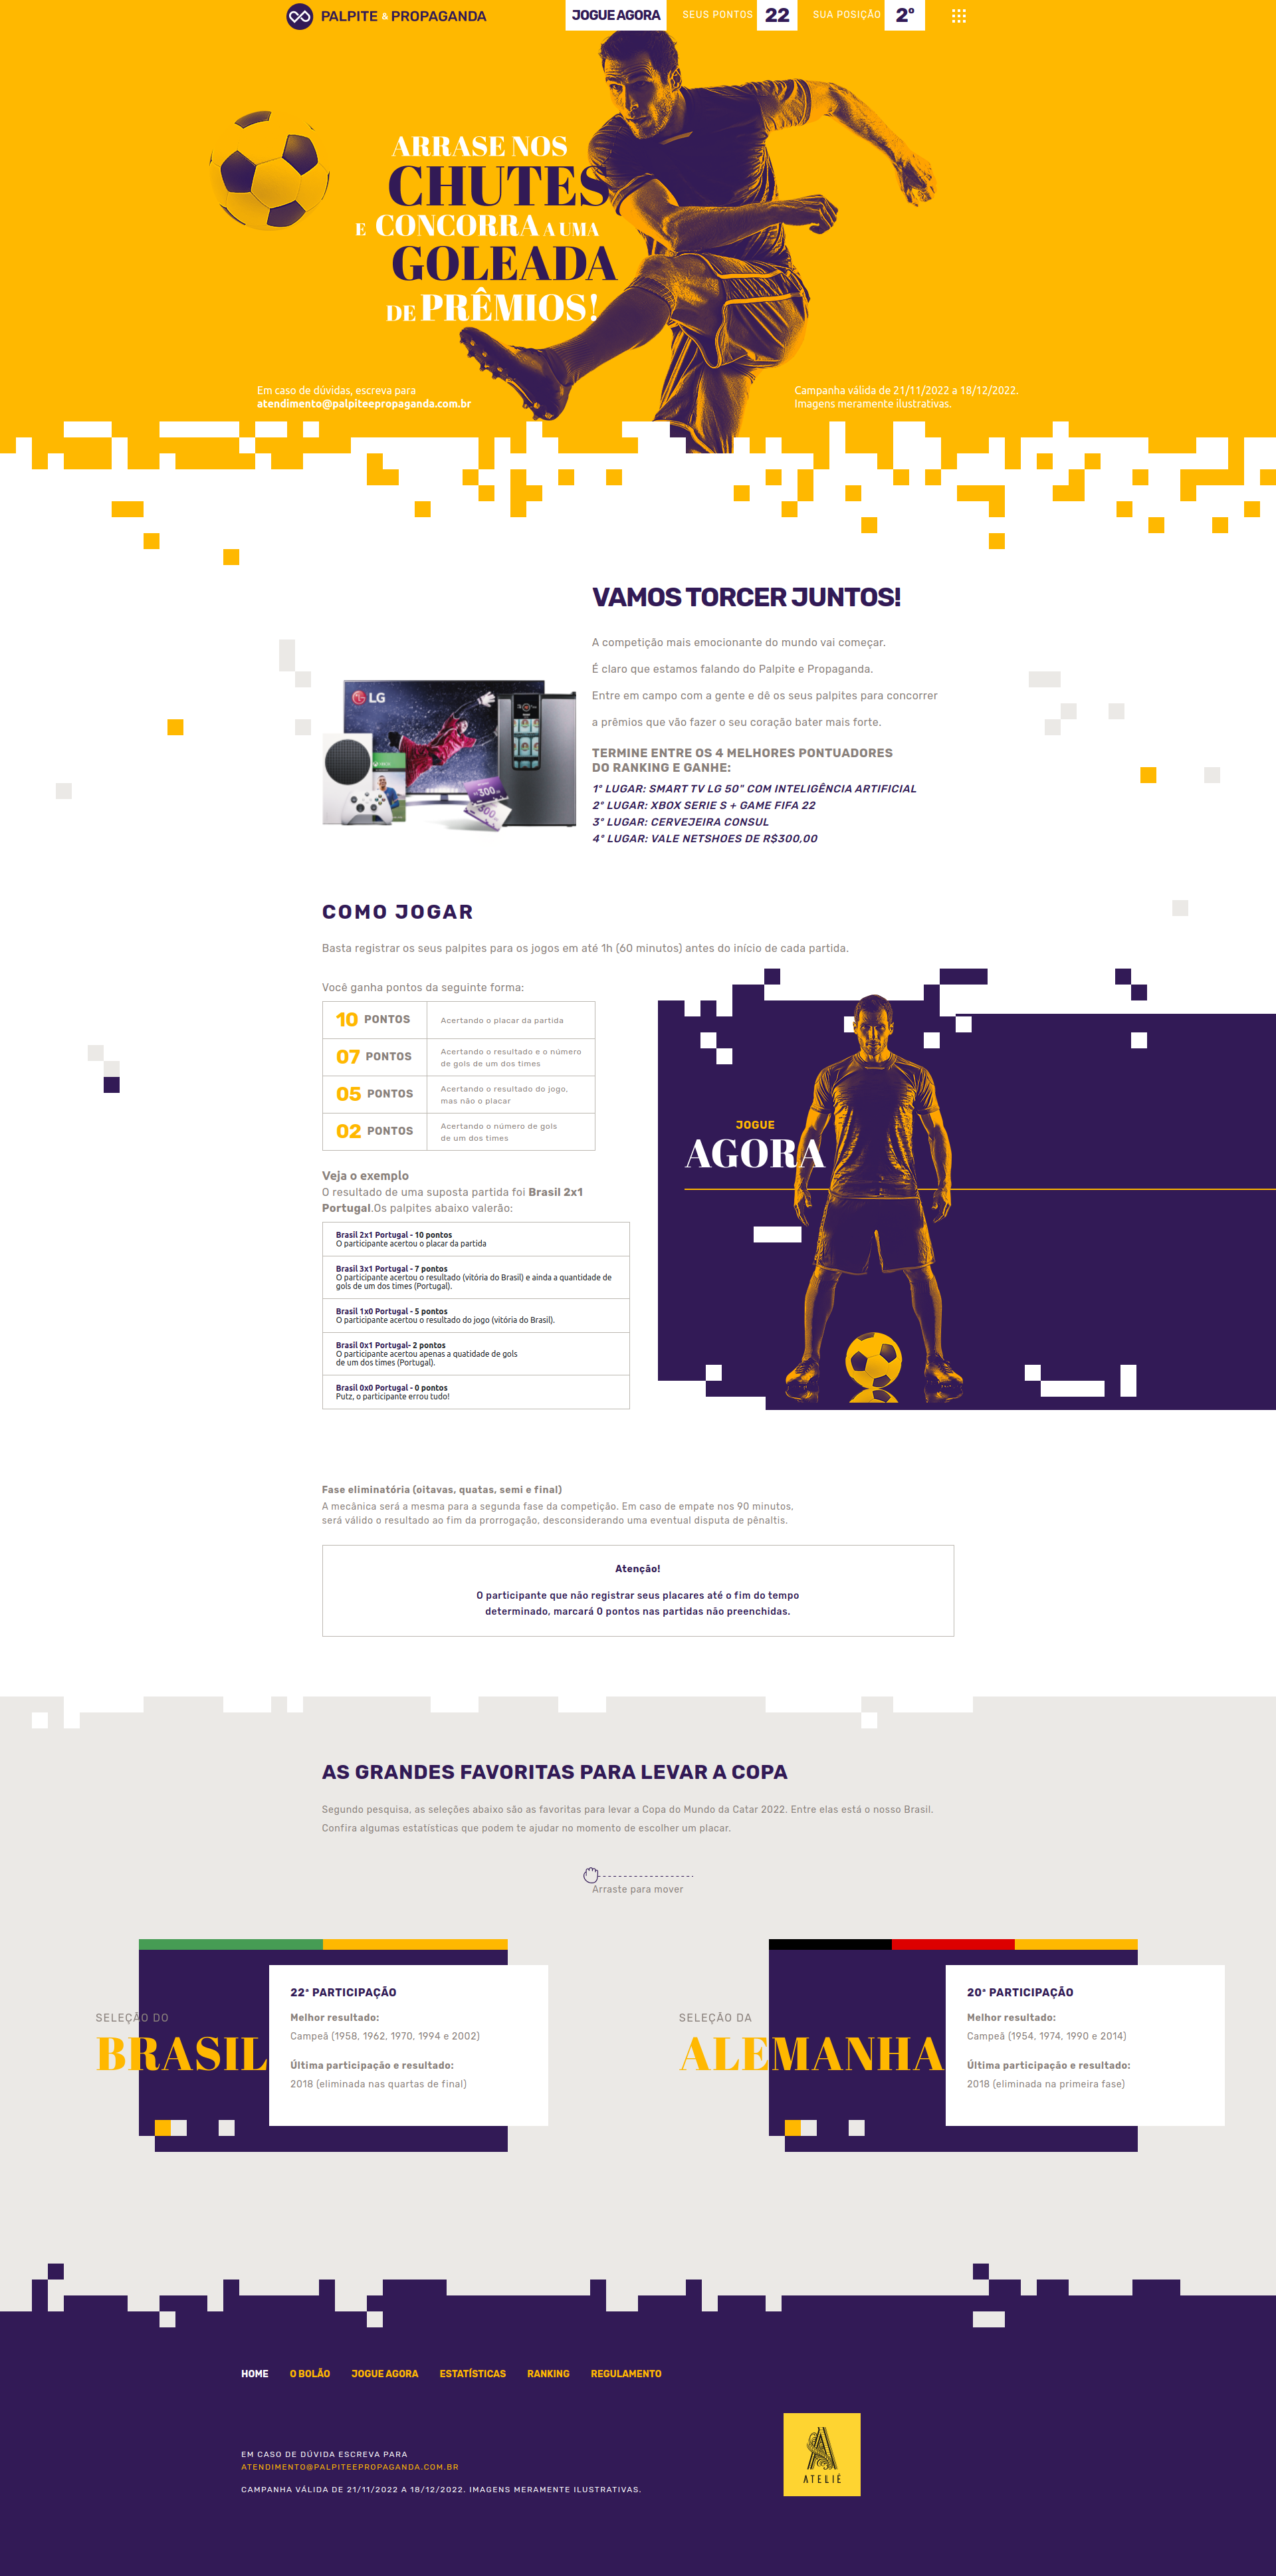 PALPITE & PROPAGANDA
JOGUE AGORA
SEUS PONTOS 22
SUA POSIÇÃO 2º
ARRASE NOS
CHUTES
E CONCORRA A UMA
GOLEADA
DE PRÊMIOS!
Em caso de dúvidas, escreva para
atendimento@palpiteepropaganda.com.br
Campanha válida de 21/11/2022 a 18/12/2022.
Imagens meramente ilustrativas.
VAMOS TORCER JUNTOS!
A competição mais emocionante do mundo vai começar.
É claro que estamos falando do Palpite e Propaganda.
Entre em campo com a gente e dê os seus palpites para concorrer
a prêmios que vão fazer o seu coração bater mais forte.
LG
XBOX
300
300
TERMINE ENTRE OS 4 MELHORES PONTUADORES
DO RANKING E GANHE:
1º LUGAR: SMART TV LG 50" COM INTELIGÊNCIA ARTIFICIAL
2º LUGAR: XBOX SERIE S + GAME FIFA 22
3º LUGAR: CERVEJEIRA CONSUL
4º LUGAR: VALE NETSHOES DE R$300,00
COMO JOGAR
Basta registrar os seus palpites para os jogos em até 1h (60 minutos) antes do início de cada partida.
Você ganha pontos da seguinte forma:
10 PONTOS
Acertando o placar da partida
07 PONTOS
Acertando o resultado e o número
de gols de um dos times
05 PONTOS
Acertando o resultado do jogo,
mas não o placar
02 PONTOS
Acertando o número de gols
de um dos times
JOGUE
AGORA
Veja o exemplo
O resultado de uma suposta partida foi Brasil 2x1
Portugal.Os palpites abaixo valerão:
Brasil 2x1 Portugal - 10 pontos
O participante acertou o placar da partida
Brasil 3x1 Portugal - 7 pontos
O participante acertou o resultado (vitória do Brasil) e ainda a quantidade de
gols de um dos times (Portugal).
Brasil 1x0 Portugal - 5 pontos
O participante acertou o resultado do jogo (vitória do Brasil).
Brasil 0x1 Portugal- 2 pontos
O participante acertou apenas a quatidade de gols
de um dos times (Portugal).
Brasil 0x0 Portugal - 0 pontos
Putz, o participante errou tudo!
Fase eliminatória (oitavas, quatas, semi e final)
A mecânica será a mesma para a segunda fase da competição. Em caso de empate nos 90 minutos,
será válido o resultado ao fim da prorrogação, desconsiderando uma eventual disputa de pênaltis.
Atenção!
O participante que não registrar seus placares até o fim do tempo
determinado, marcará 0 pontos nas partidas não preenchidas.
AS GRANDES FAVORITAS PARA LEVAR A COPA
Segundo pesquisa, as seleções abaixo são as favoritas para levar a Copa do Mundo da Catar 2022. Entre elas está o nosso Brasil.
Confira algumas estatísticas que podem te ajudar no momento de escolher um placar.
Arraste para mover
SELEÇÃO DO
BRASIL
22ª PARTICIPAÇÃO
Melhor resultado:
Campeã (1958, 1962, 1970, 1994 e 2002)
Última participação e resultado:
2018 (eliminada nas quartas de final)
SELEÇÃO DA
ALEMANHA
20ª PARTICIPAÇÃO
Melhor resultado:
Campeã (1954, 1974, 1990 e 2014)
Última participação e resultado:
2018 (eliminada na primeira fase)
HOME O BOLÃO JOGUE AGORA ESTATÍSTICAS RANKING REGULAMENTO
EM CASO DE DÚVIDA ESCREVA PARA
ATENDIMENTO@PALPITEEPROPAGANDA.COM.BR
CAMPANHA VÁLIDA DE 21/11/2022 A 18/12/2022. IMAGENS MERAMENTE ILUSTRATIVAS.
ATELIÊ